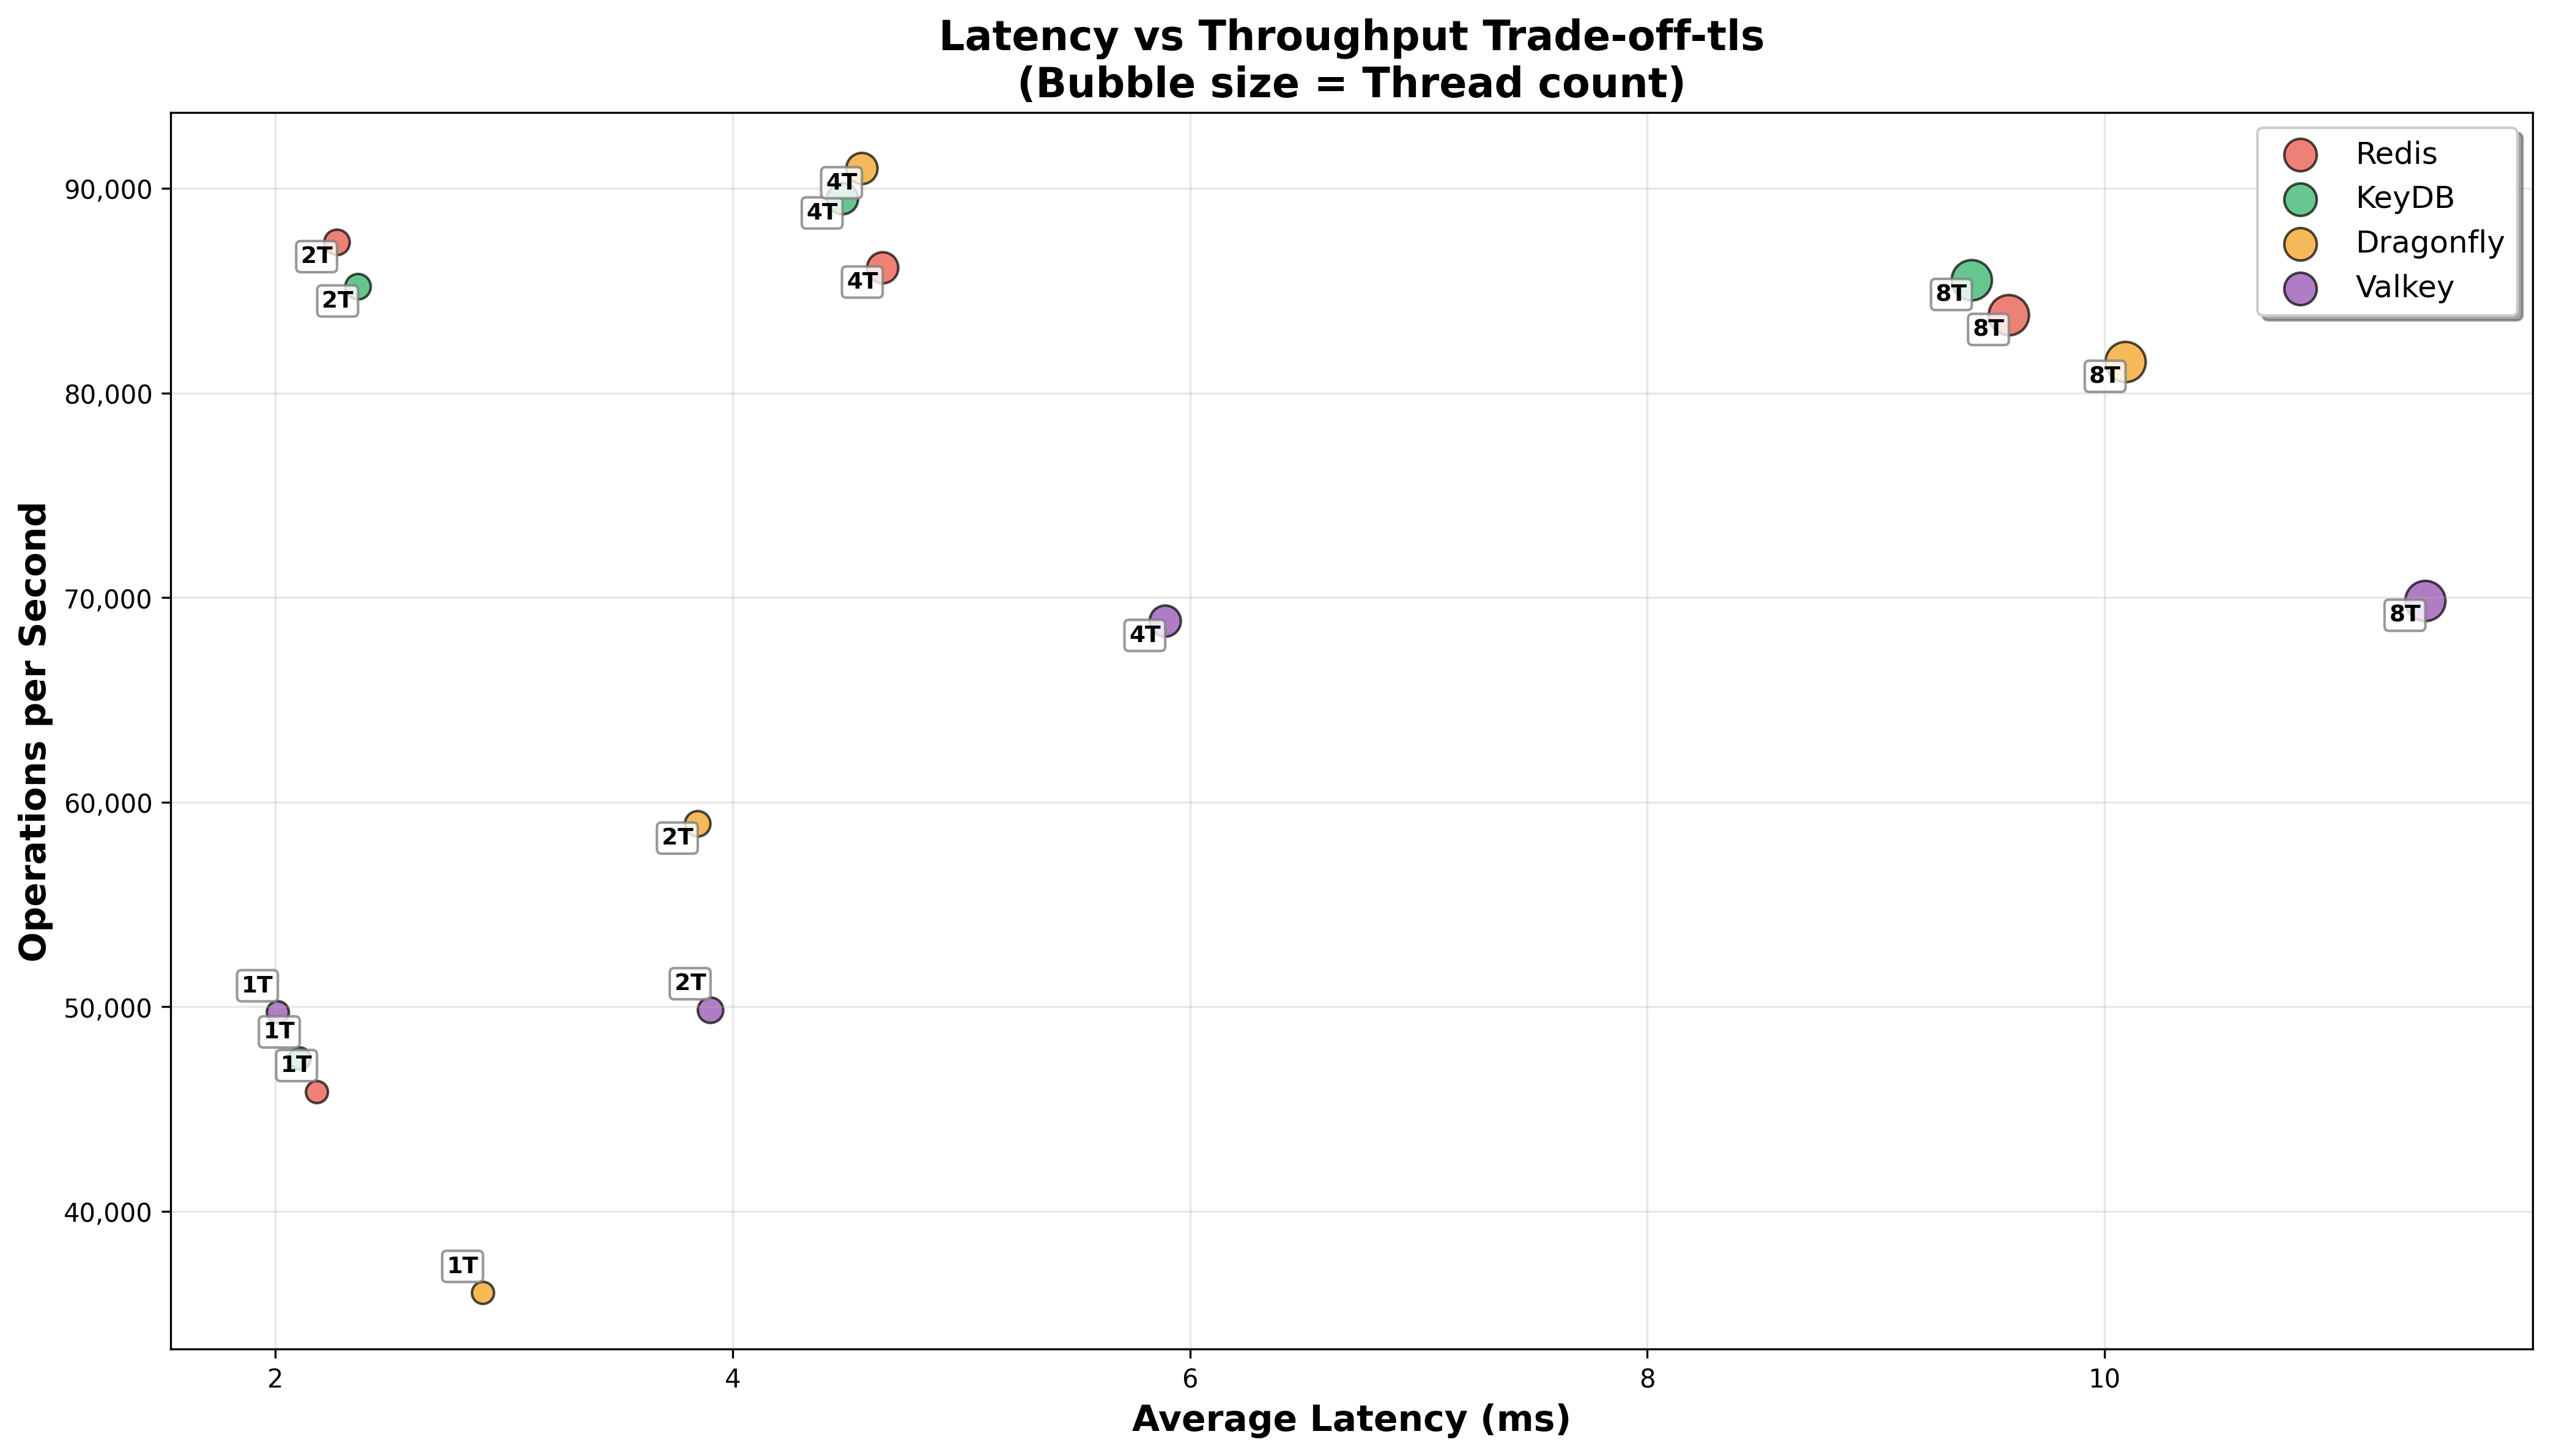 Latency vs Throughput Trade-off-tls
(Bubble size = Thread count)
Redis
KeyDB
Dragonfly
Valkey
Operations per Second
90,000
80,000
70,000
60,000
50,000
40,000
4T
4T
2T
2T
4T
8T
8T
8T
4T
8T
2T
1T
2T
1T
1T
1T
2
4
6
8
10
Average Latency (ms)